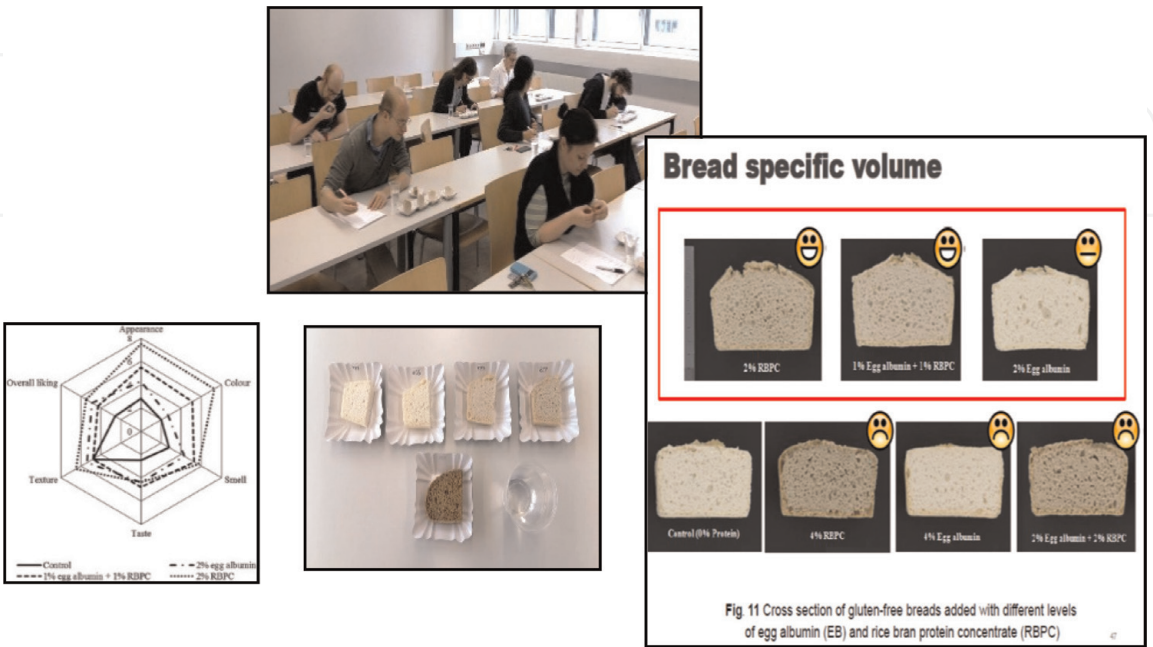 Bread specific volume
2% RBPC
1% Egg albumin + 1% RBPC
2% Egg albumin
Control (0% Protein)
4% RBPC
4% Egg albumin
2% Egg albumin + 2% RBPC
Fig. 11 Cross section of gluten-free breads added with different levels
of egg albumin (EB) and rice bran protein concentrate (RBPC)
47
Appearance
8
6
Overall liking
Colour
0
Texture
Smell
Taste
Control
2% egg albumin
1% egg albumin + 1% RBPC
2% RBPC